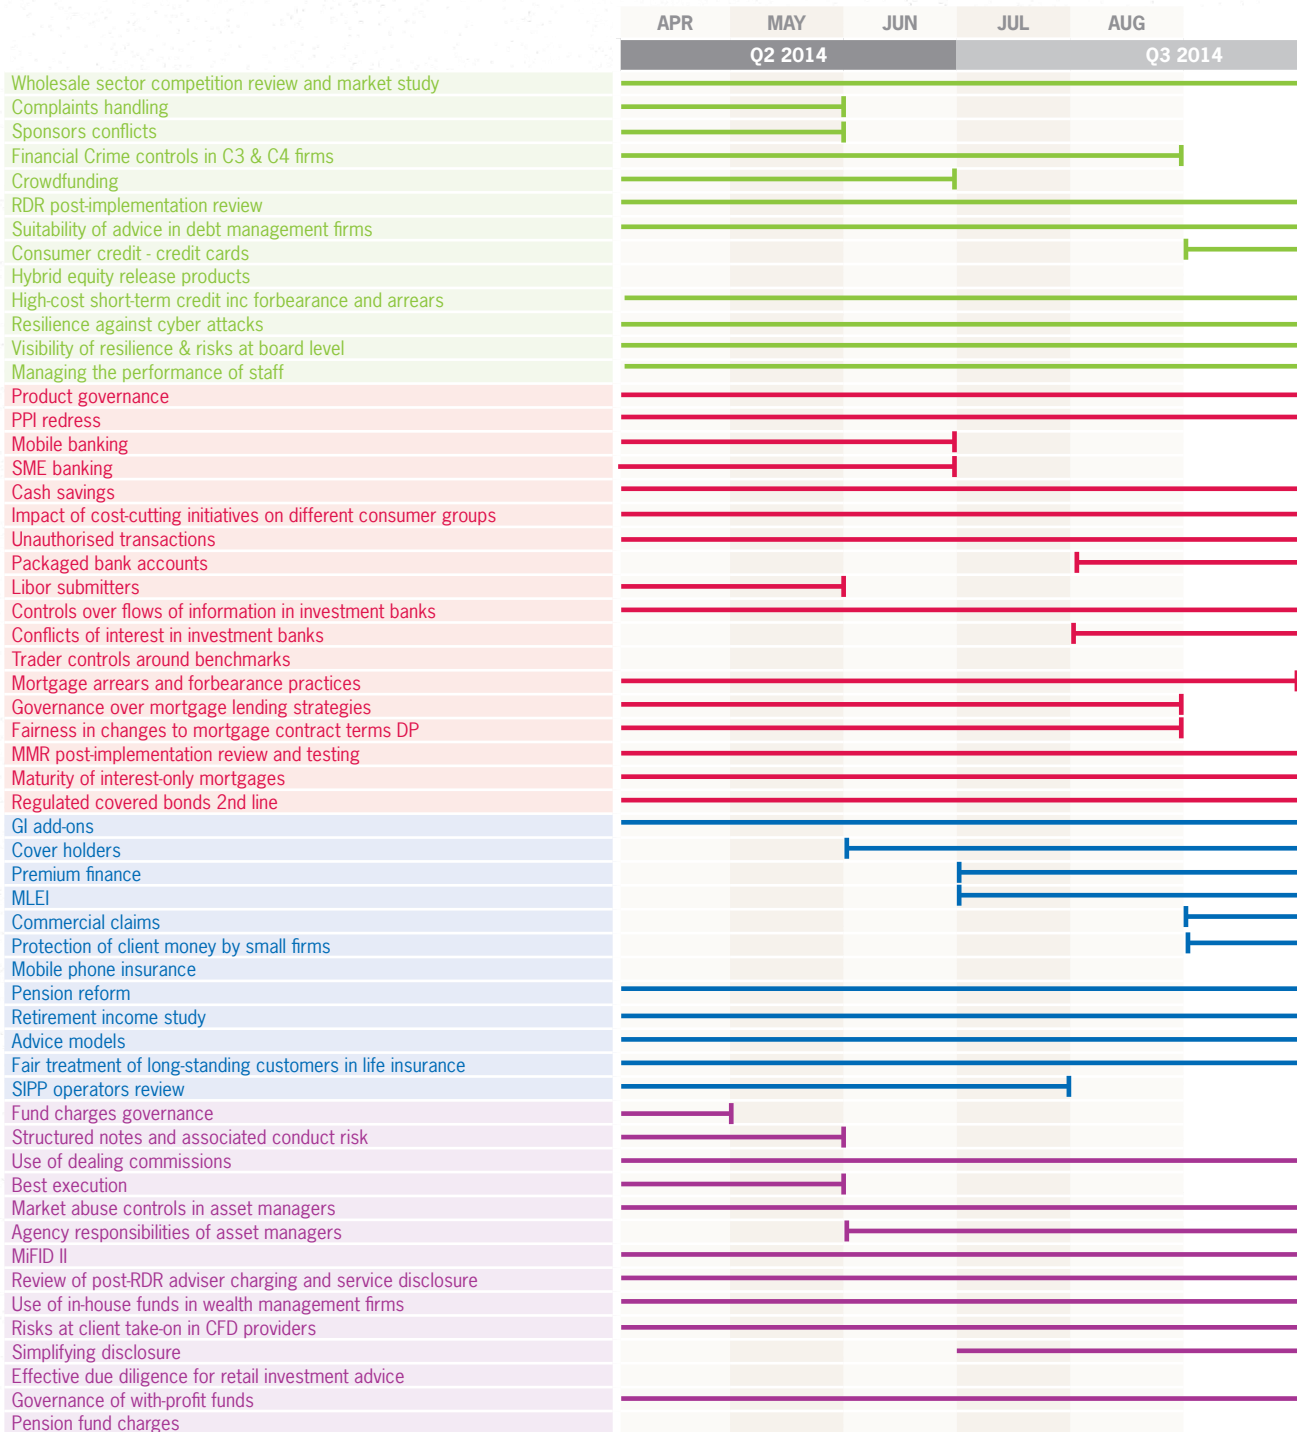 APR MAY JUN JUL AUG
Q2 2014 Q3 2014
Wholesale sector competition review and market study
Complaints handling
Sponsors conflicts
Financial Crime controls in C3 & C4 firms
Crowdfunding
RDR post-implementation review
Suitability of advice in debt management firms
Consumer credit - credit cards
Hybrid equity release products
High-cost short-term credit inc forbearance and arrears
Resilience against cyber attacks
Visibility of resilience & risks at board level
Managing the performance of staff
Product governance
PPI redress
Mobile banking
SME banking
Cash savings
Impact of cost-cutting initiatives on different consumer groups
Unauthorised transactions
Packaged bank accounts
Libor submitters
Controls over flows of information in investment banks
Conflicts of interest in investment banks
Trader controls around benchmarks
Mortgage arrears and forbearance practices
Governance over mortgage lending strategies
Fairness in changes to mortgage contract terms DP
MMR post-implementation review and testing
Maturity of interest-only mortgages
Regulated covered bonds 2nd line
GI add-ons
Cover holders
Premium finance
MLEI
Commercial claims
Protection of client money by small firms
Mobile phone insurance
Pension reform
Retirement income study
Advice models
Fair treatment of long-standing customers in life insurance
SIPP operators review
Fund charges governance
Structured notes and associated conduct risk
Use of dealing commissions
Best execution
Market abuse controls in asset managers
Agency responsibilities of asset managers
MiFID II
Review of post-RDR adviser charging and service disclosure
Use of in-house funds in wealth management firms
Risks at client take-on in CFD providers
Simplifying disclosure
Effective due diligence for retail investment advice
Governance of with-profit funds
Pension fund charges